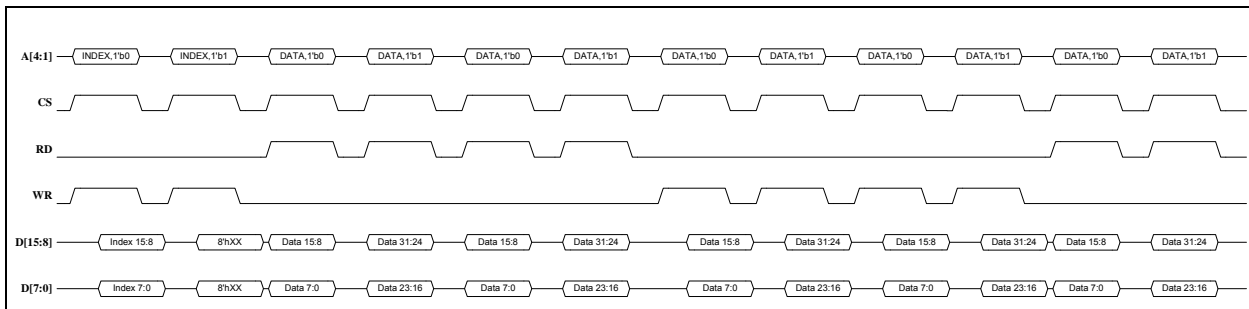 A[4:1] INDEX,1'b0 INDEX,1'b1 DATA,1'b0 DATA,1'b1 DATA,1'b0 DATA,1'b1 DATA,1'b0 DATA,1'b1 DATA,1'b0 DATA,1'b1 DATA,1'b0 DATA,1'b1
CS
RD
WR
D[15:8] Index 15:8 8'hXX Data 15:8 Data 31:24 Data 15:8 Data 31:24 Data 15:8 Data 31:24 Data 15:8 Data 31:24 Data 15:8 Data 31:24
D[7:0] Index 7:0 8'hXX Data 7:0 Data 23:16 Data 7:0 Data 23:16 Data 7:0 Data 23:16 Data 7:0 Data 23:16 Data 7:0 Data 23:16